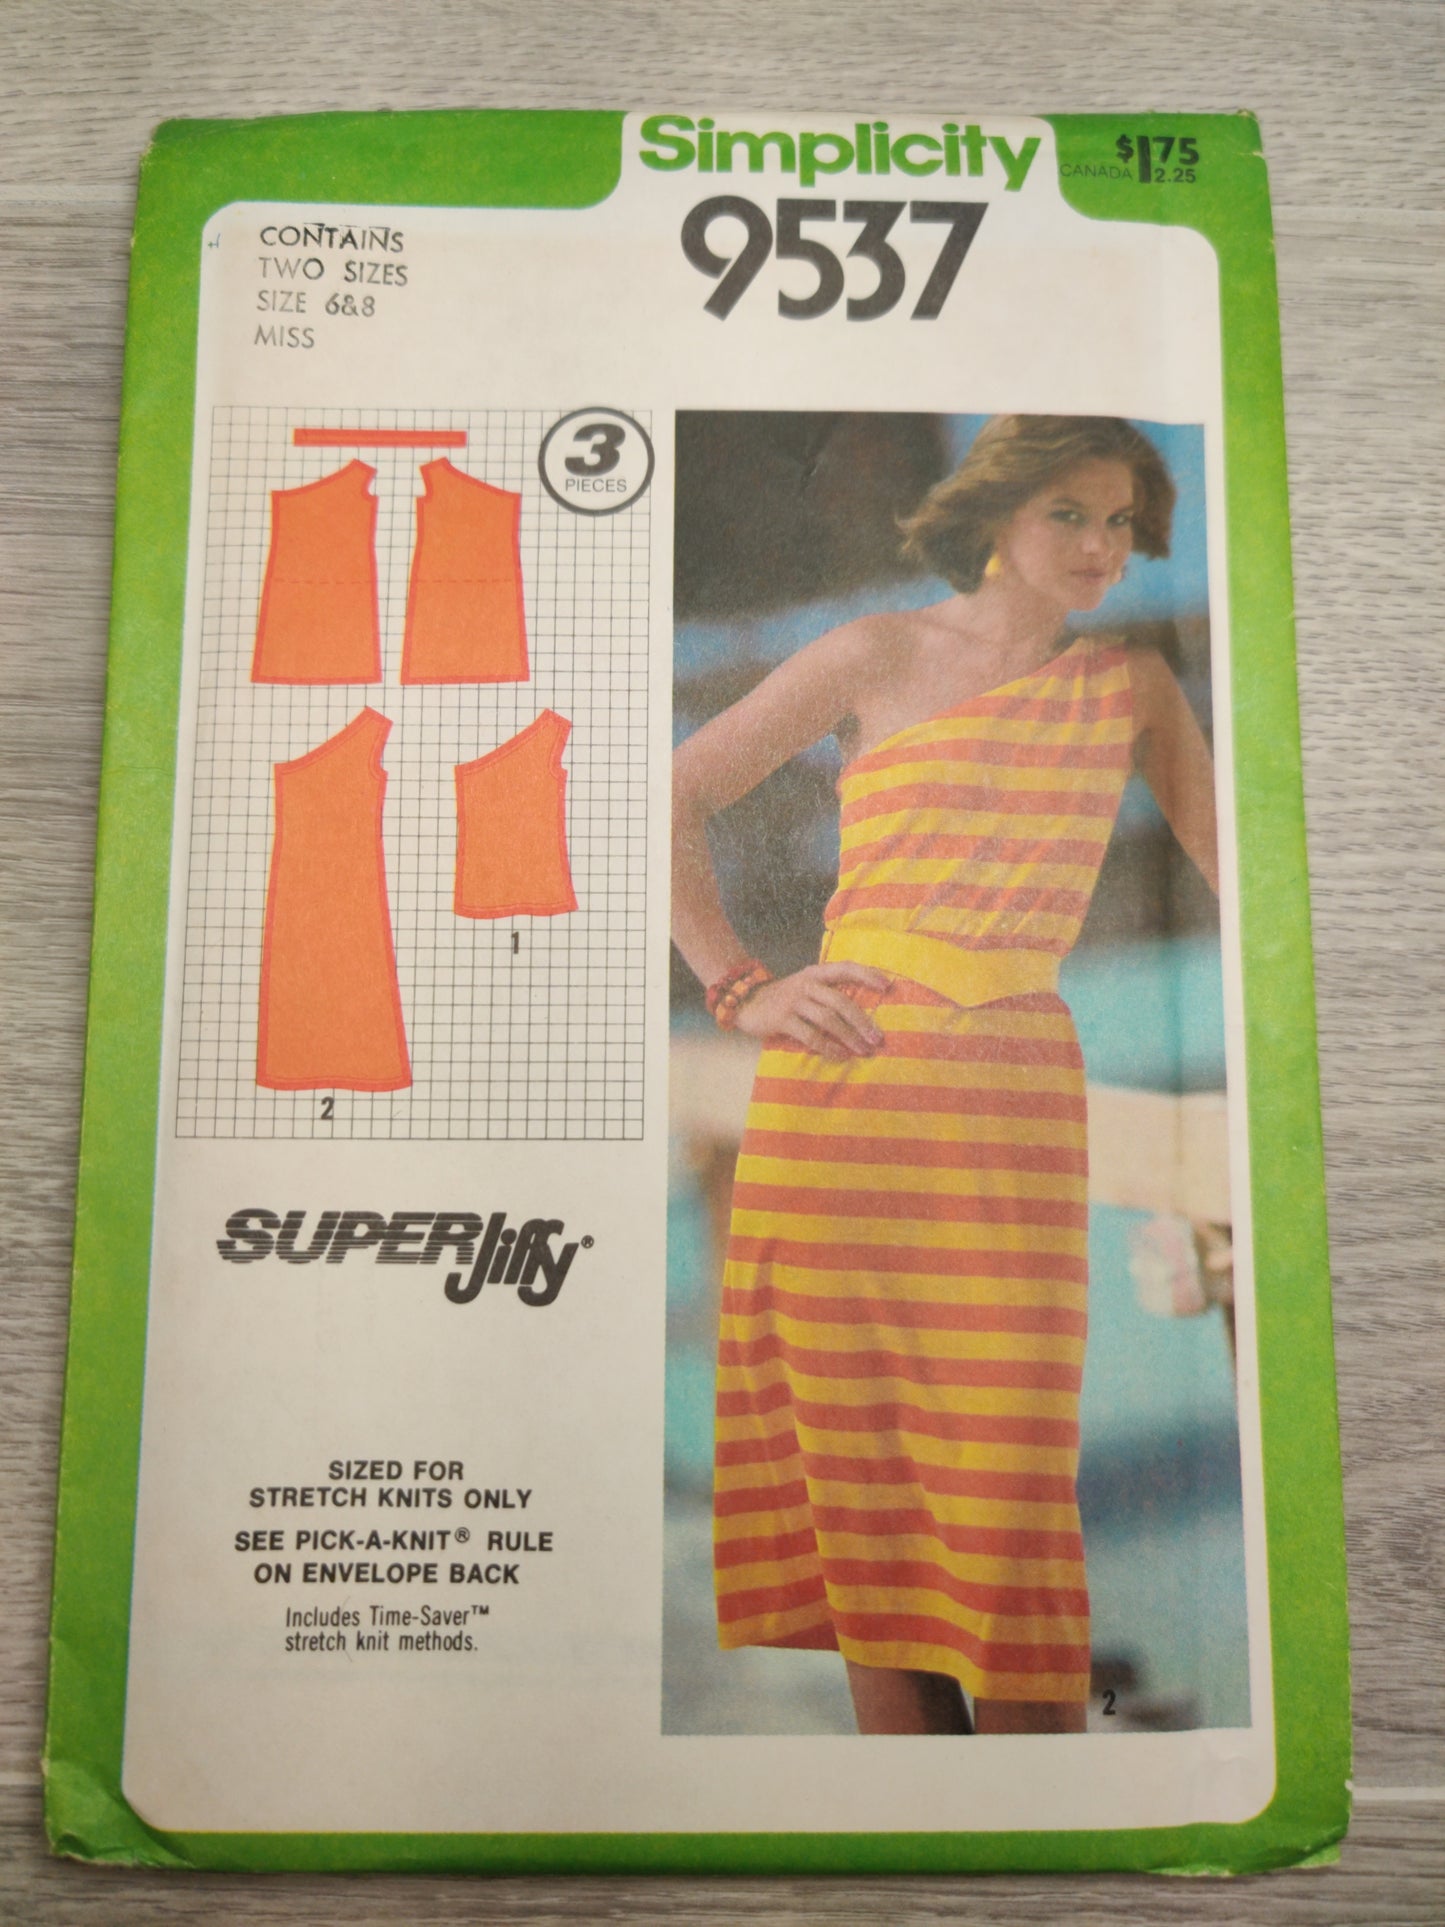 Simplicity
$1.75
CANADA 2.25
9537
CONTAINS
TWO SIZES
SIZE 6&8
MISS
3
PIECES
1
2
SUPER Jiffy®
SIZED FOR
STRETCH KNITS ONLY
SEE PICK-A-KNIT® RULE
ON ENVELOPE BACK
Includes Time-Saver™
stretch knit methods.
2